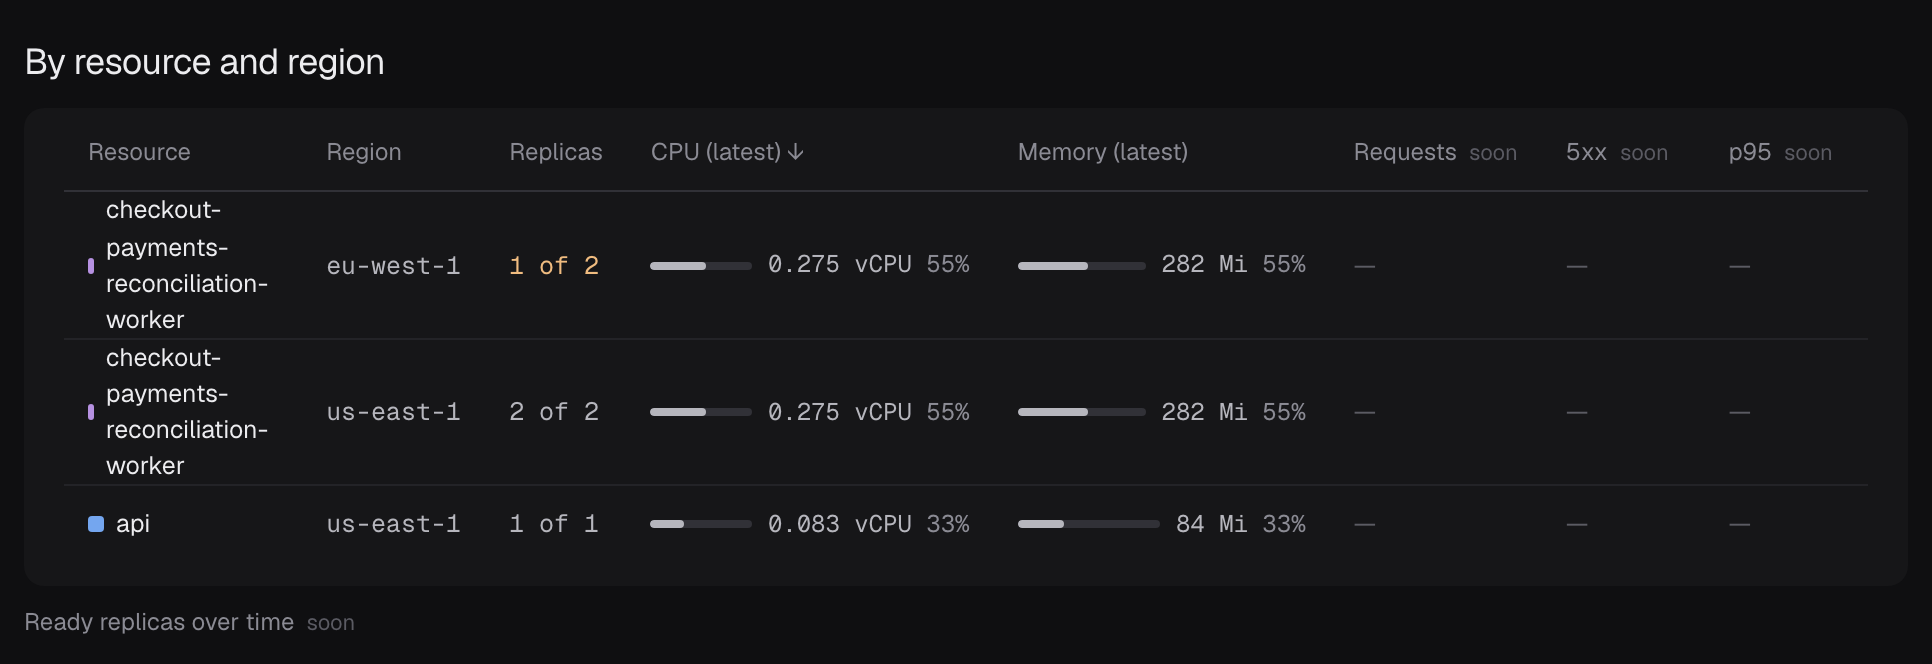 By resource and region
Resource Region Replicas CPU (latest) ↓ Memory (latest) Requests soon 5xx soon p95 soon
checkout-
payments-
reconciliation-
worker
eu-west-1 1 of 2 0.275 vCPU 55% 282 Mi 55% — — —
checkout-
payments-
reconciliation-
worker
us-east-1 2 of 2 0.275 vCPU 55% 282 Mi 55% — — —
api us-east-1 1 of 1 0.083 vCPU 33% 84 Mi 33% — — —
Ready replicas over time soon